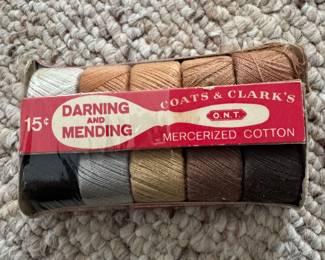 15¢
DARNING
AND
MENDING
COATS & CLARK'S
O.N.T.
MERCERIZED COTTON